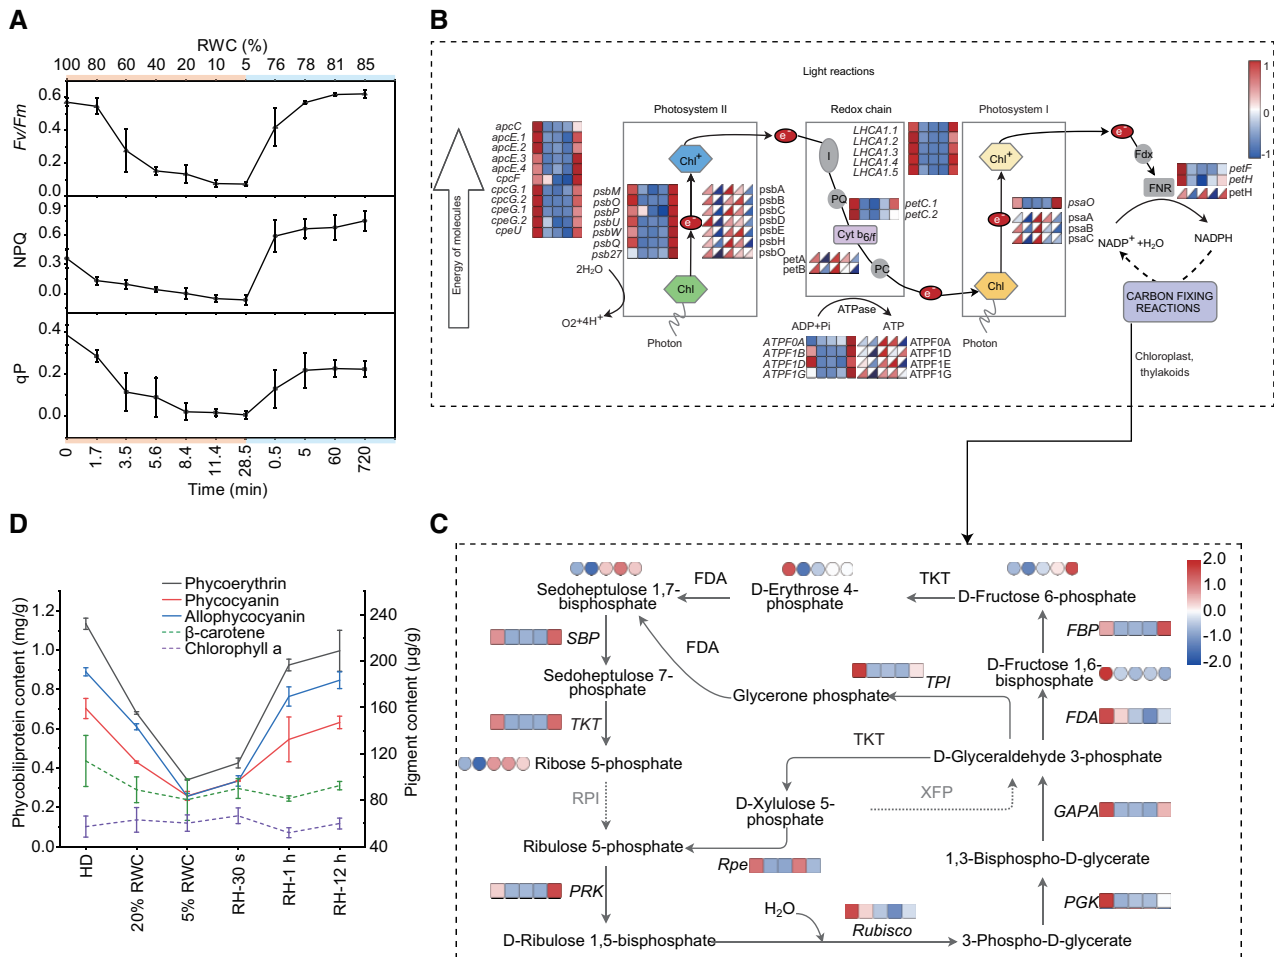 A
RWC (%)
100 80 60 40 20 10 5 76 78 81 85
Fv/Fm
0.6
0.4
0.2
0.0
NPQ
0.9
0.6
0.3
0.0
qP
0.4
0.2
0.0
0 1.7 3.5 5.6 8.4 11.4 28.5 0.5 5 60 720
Time (min)
B
Light reactions
Energy of molecules
Photosystem II
Redox chain
Photosystem I
1
0
-1
apcC
apcE.1
apcE.2
apcE.3
apcE.4
cpcF
cpcG.1
cpcG.2
cpeG.1
cpeG.2
cpeU
psbM
psbO
psbP
psbU
psbW
psbQ
psb27
Chl+
e-
Chl
psbA
psbB
psbC
psbD
psbE
psbH
psbO
2H2O
O2+4H+
Photon
e-
I
PQ
Cyt b6/f
PC
petC.1
petC.2
petA
petB
e-
LHCA1.1
LHCA1.2
LHCA1.3
LHCA1.4
LHCA1.5
ATPase
ADP+Pi
ATP
ATPF0A
ATPF1B
ATPF1D
ATPF1G
ATPF0A
ATPF1D
ATPF1E
ATPF1G
Chl+
e-
Chl
Photon
psaO
psaA
psaB
psaC
e-
Fdx
FNR
petF
petH
petH
NADP+ +H2O
NADPH
CARBON FIXING
REACTIONS
Chloroplast,
thylakoids
C
2.0
1.0
0.0
-1.0
-2.0
Sedoheptulose 1,7-
bisphosphate
FDA
D-Erythrose 4-
phosphate
TKT
D-Fructose 6-phosphate
SBP
FDA
FBP
Sedoheptulose 7-
phosphate
Glycerone phosphate
TPI
D-Fructose 1,6-
bisphosphate
TKT
FDA
Ribose 5-phosphate
TKT
D-Glyceraldehyde 3-phosphate
RPI
D-Xylulose 5-
phosphate
XFP
GAPA
Ribulose 5-phosphate
Rpe
1,3-Bisphospho-D-glycerate
PRK
H2O
Rubisco
PGK
D-Ribulose 1,5-bisphosphate
3-Phospho-D-glycerate
D
Phycoerythrin
Phycocyanin
Allophycocyanin
β-carotene
Chlorophyll a
Phycobiliprotein content (mg/g)
1.2
1.0
0.8
0.6
0.4
0.2
0.0
Pigment content (μg/g)
240
200
160
120
80
40
HD
20% RWC
5% RWC
RH-30 s
RH-1 h
RH-12 h